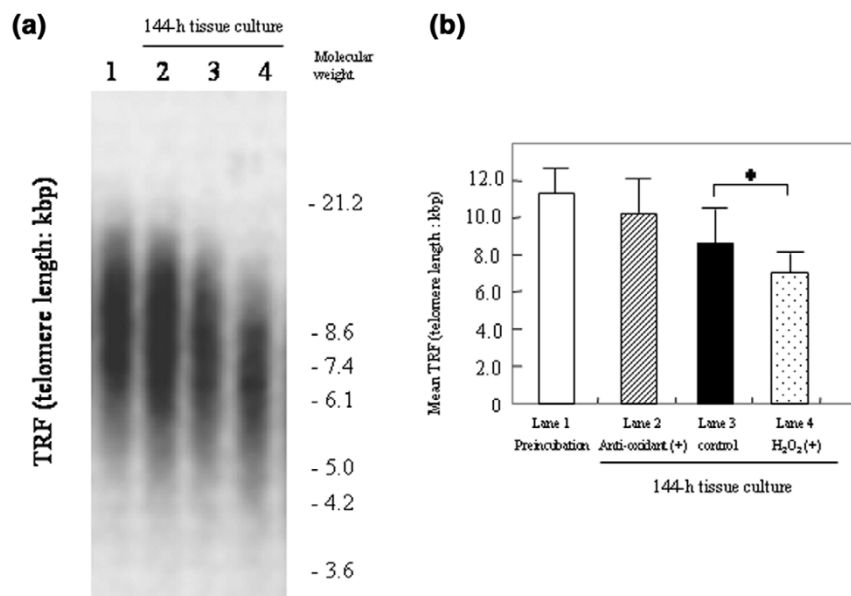 (a)
144-h tissue culture
1 2 3 4
Molecular
weight
TRF (telomere length: kbp)
- 21.2
- 8.6
- 7.4
- 6.1
- 5.0
- 4.2
- 3.6
(b)
Mean TRF (telomere length : kbp)
12.0
10.0
8.0
6.0
4.0
2.0
0
*
Lane 1 Lane 2 Lane 3 Lane 4
Preincubation Anti-oxidant (+) control H₂O₂ (+)
144-h tissue culture